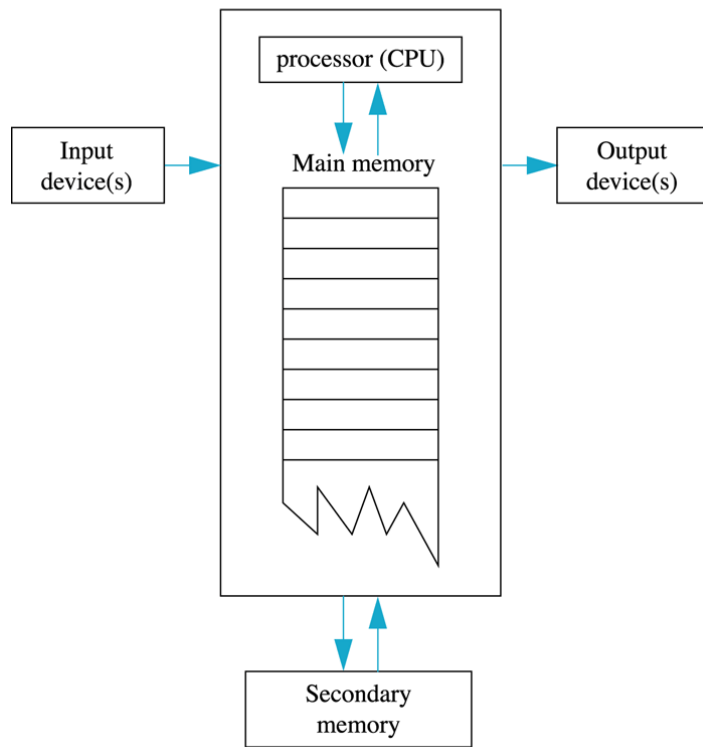 processor (CPU)
Input
device(s)
Main memory
Output
device(s)
Secondary
memory